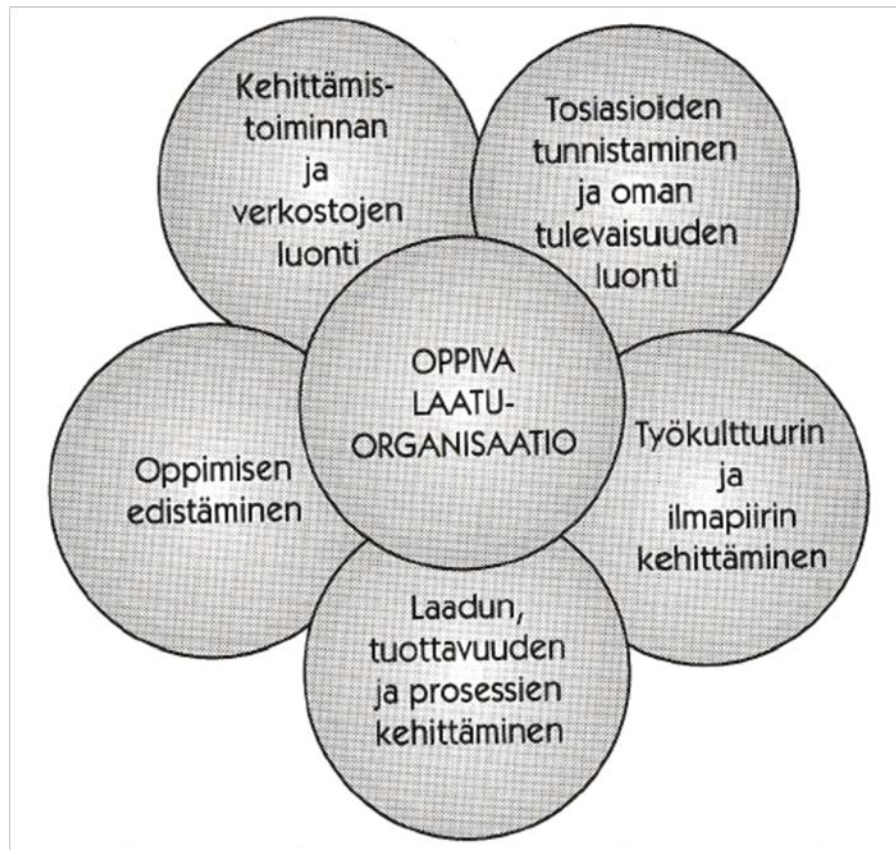 Kehittämis-
toiminnan
ja
verkostojen
luonti
Tosiasioiden
tunnistaminen
ja oman
tulevaisuuden
luonti
OPPIVA
LAATU-
ORGANISAATIO
Työkulttuurin
ja
ilmapiirin
kehittäminen
Oppimisen
edistäminen
Laadun,
tuottavuuden
ja prosessien
kehittäminen